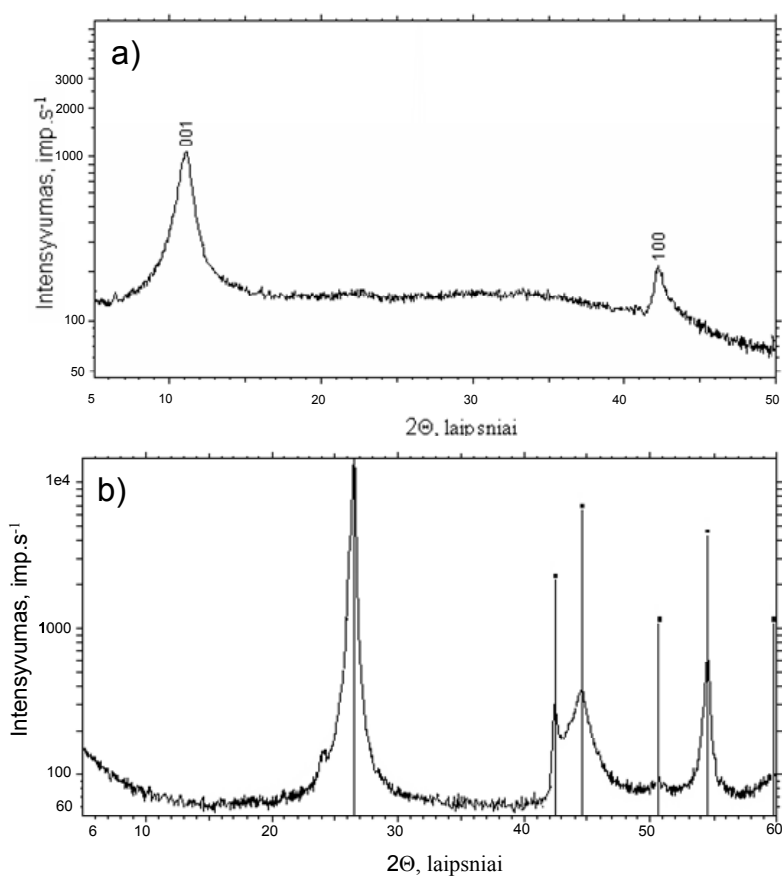 a)
Intensyvumas, imp.s-1
3000
2000
1000
100
50
001
100
5 10 20 30 40 50
2Θ, laipsniai
b)
Intensyvumas, imp.s-1
1e4
1000
100
60
6 10 20 30 40 50 60
2Θ, laipsniai